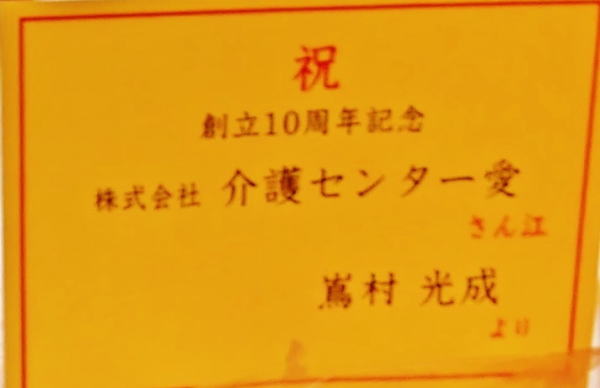 祝
創立10周年記念
株式会社 介護センター愛
さん江
嶌村 光成
より